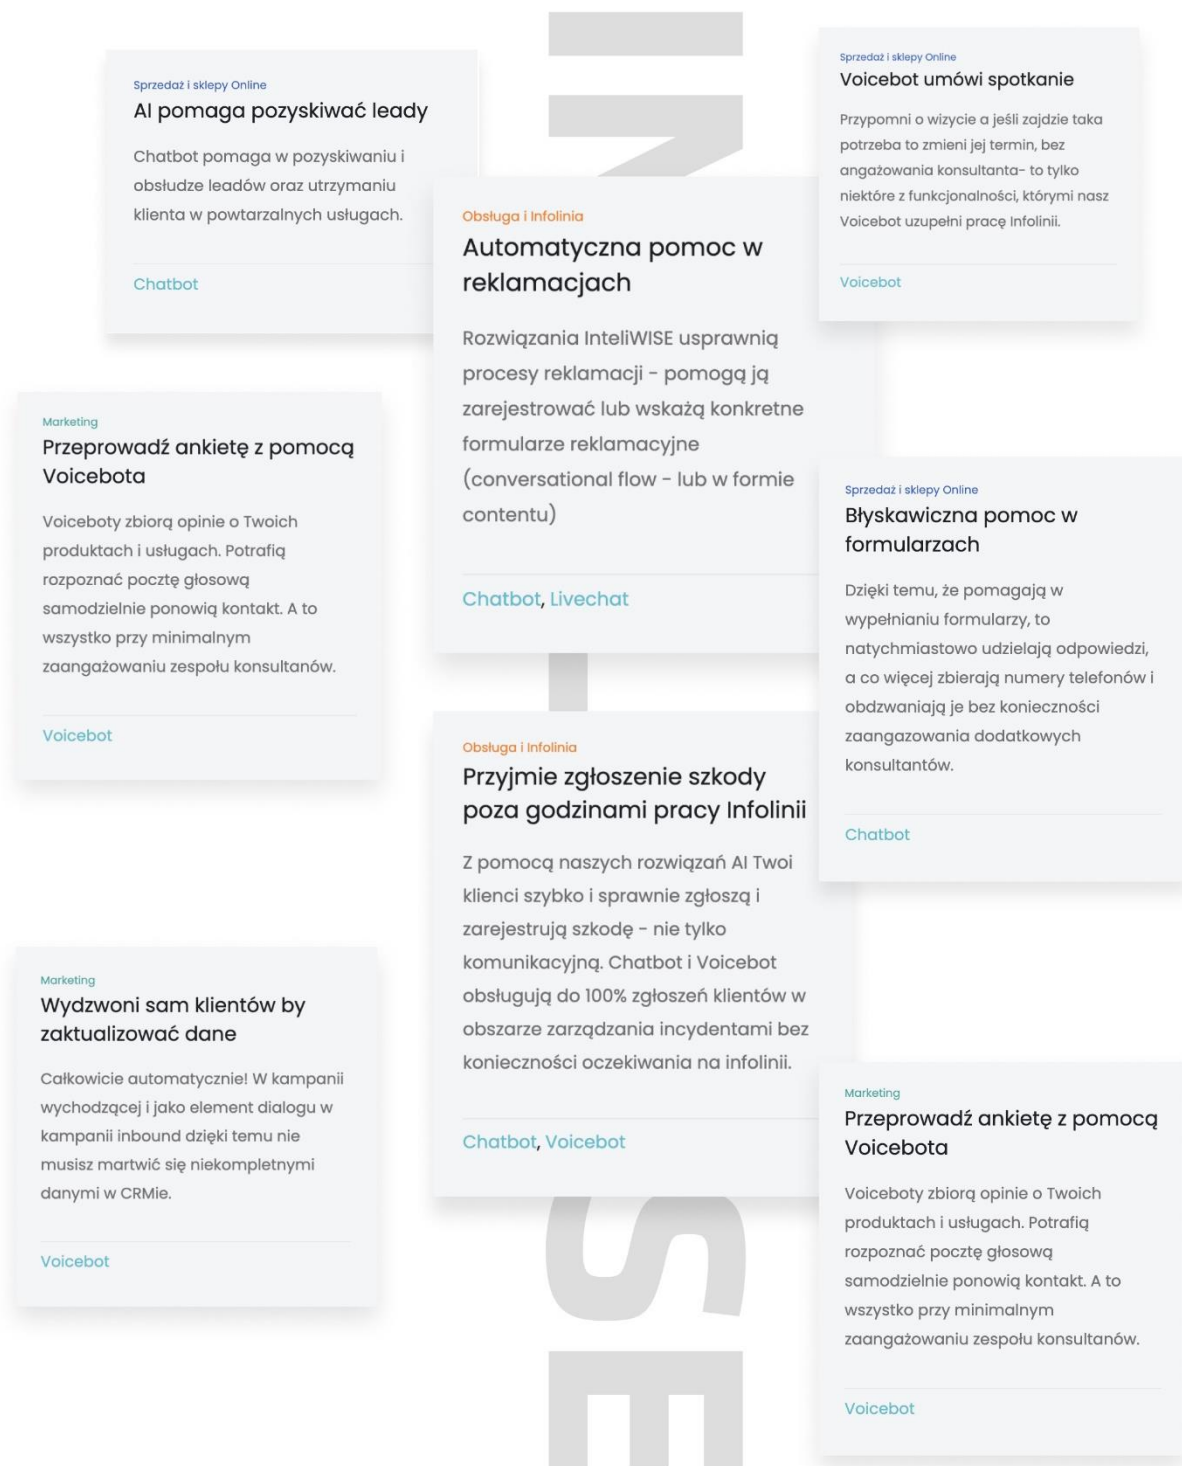 Sprzedaż i sklepy Online
AI pomaga pozyskiwać leady
Chatbot pomaga w pozyskiwaniu i
obsłudze leadów oraz utrzymaniu
klienta w powtarzalnych usługach.
Chatbot
Sprzedaż i sklepy Online
Voicebot umówi spotkanie
Przypomni o wizycie a jeśli zajdzie taka
potrzeba to zmieni jej termin, bez
angażowania konsultanta- to tylko
niektóre z funkcjonalności, którymi nasz
Voicebot uzupełni pracę Infolinii.
Voicebot
Obsługa i Infolinia
Automatyczna pomoc w
reklamacjach
Rozwiązania InteliWISE usprawnią
procesy reklamacji - pomogą ją
zarejestrować lub wskażą konkretne
formularze reklamacyjne
(conversational flow - lub w formie
contentu)
Chatbot, Livechat
Marketing
Przeprowadź ankietę z pomocą
Voicebota
Voiceboty zbiorą opinie o Twoich
produktach i usługach. Potrafią
rozpoznać pocztę głosową
samodzielnie ponowią kontakt. A to
wszystko przy minimalnym
zaangażowaniu zespołu konsultanów.
Voicebot
Sprzedaż i sklepy Online
Błyskawiczna pomoc w
formularzach
Dzięki temu, że pomagają w
wypełnianiu formularzy, to
natychmiastowo udzielają odpowiedzi,
a co więcej zbierają numery telefonów i
obdzwaniają je bez konieczności
zaangazowania dodatkowych
konsultantów.
Chatbot
Obsługa i Infolinia
Przyjmie zgłoszenie szkody
poza godzinami pracy Infolinii
Z pomocą naszych rozwiązań AI Twoi
klienci szybko i sprawnie zgłoszą i
zarejestrują szkodę - nie tylko
komunikacyjną. Chatbot i Voicebot
obsługują do 100% zgłoszeń klientów w
obszarze zarządzania incydentami bez
konieczności oczekiwania na infolinii.
Chatbot, Voicebot
Marketing
Wydzwoni sam klientów by
zaktualizować dane
Całkowicie automatycznie! W kampanii
wychodzącej i jako element dialogu w
kampanii inbound dzięki temu nie
musisz martwić się niekompletnymi
danymi w CRMie.
Voicebot
Marketing
Przeprowadź ankietę z pomocą
Voicebota
Voiceboty zbiorą opinie o Twoich
produktach i usługach. Potrafią
rozpoznać pocztę głosową
samodzielnie ponowią kontakt. A to
wszystko przy minimalnym
zaangażowaniu zespołu konsultanów.
Voicebot